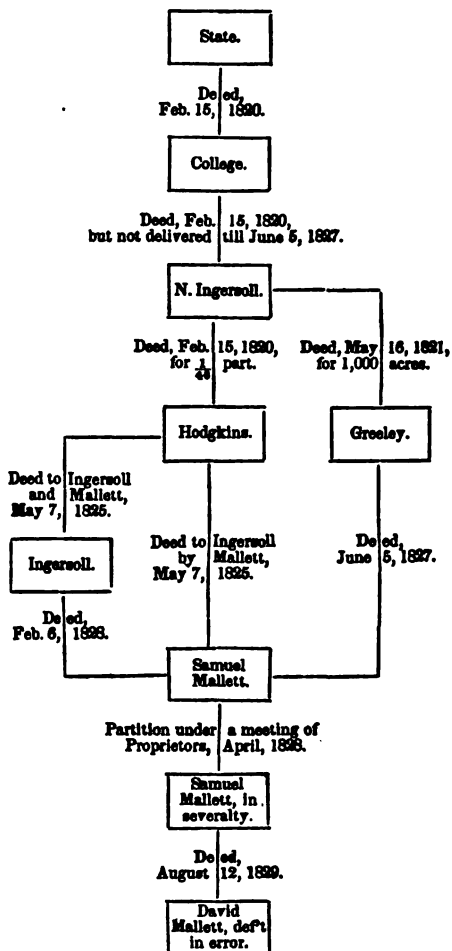 State.
Deed,
Feb. 15, 1820.
College.
Deed, Feb. 15, 1820,
but not delivered till June 5, 1827.
N. Ingersoll.
Deed, Feb. 15, 1820,
for 1/48 part.
Deed, May 16, 1821,
for 1,000 acres.
Hodgkins.
Greeley.
Deed to Ingersoll
and Mallett,
May 7, 1825.
Deed to Ingersoll
by Mallett,
May 7, 1825.
Deed,
June 5, 1827.
Ingersoll.
Deed,
Feb. 6, 1828.
Samuel
Mallett.
Partition under a meeting of
Proprietors, April, 1828.
Samuel
Mallett, in
severalty.
Deed,
August 12, 1829.
David
Mallett, def't
in error.